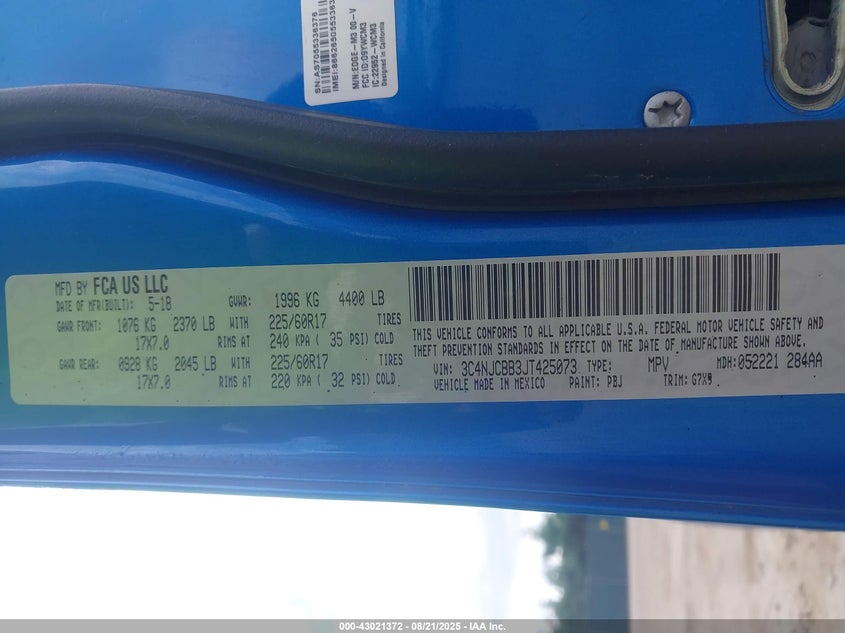 SN:AS7055336376
M/N:EDGE-M3 00-V
FCC ID:O9YWCM3
IC:22952-WCM3
Designed in California
MFD BY FCA US LLC
DATE OF MFR(BUILT): 5-18 GVWR: 1996 KG 4400 LB
GAWR FRONT: 1076 KG 2370 LB WITH 225/60R17 TIRES
17X7.0 RIMS AT 240 KPA ( 35 PSI) COLD
GAWR REAR: 0928 KG 2045 LB WITH 225/60R17 TIRES
17X7.0 RIMS AT 220 KPA ( 32 PSI) COLD
THIS VEHICLE CONFORMS TO ALL APPLICABLE U.S.A. FEDERAL MOTOR VEHICLE SAFETY AND
THEFT PREVENTION STANDARDS IN EFFECT ON THE DATE OF MANUFACTURE SHOWN ABOVE.
VIN: 3C4NJCBB3JT425073 TYPE: MPV MDH:052221 284AA
VEHICLE MADE IN MEXICO PAINT: PBJ TRIM: G7X9
000-43021372 - 08/21/2025 - IAA Inc.